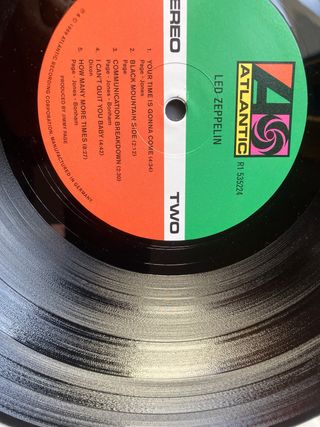 STEREO
TWO
LED ZEPPELIN
ATLANTIC
R1 535224
1. YOUR TIME IS GONNA COME (4:34)
Page - Jones
2. BLACK MOUNTAIN SIDE (2:12)
Page
3. COMMUNICATION BREAKDOWN (2:30)
Page - Jones - Bonham
4. I CAN'T QUIT YOU BABY (4:42)
Dixon
5. HOW MANY MORE TIMES (8:27)
Page - Jones - Bonham
PRODUCED BY JIMMY PAGE
ATLANTIC RECORDING CORPORATION. MANUFACTURED IN GERMANY